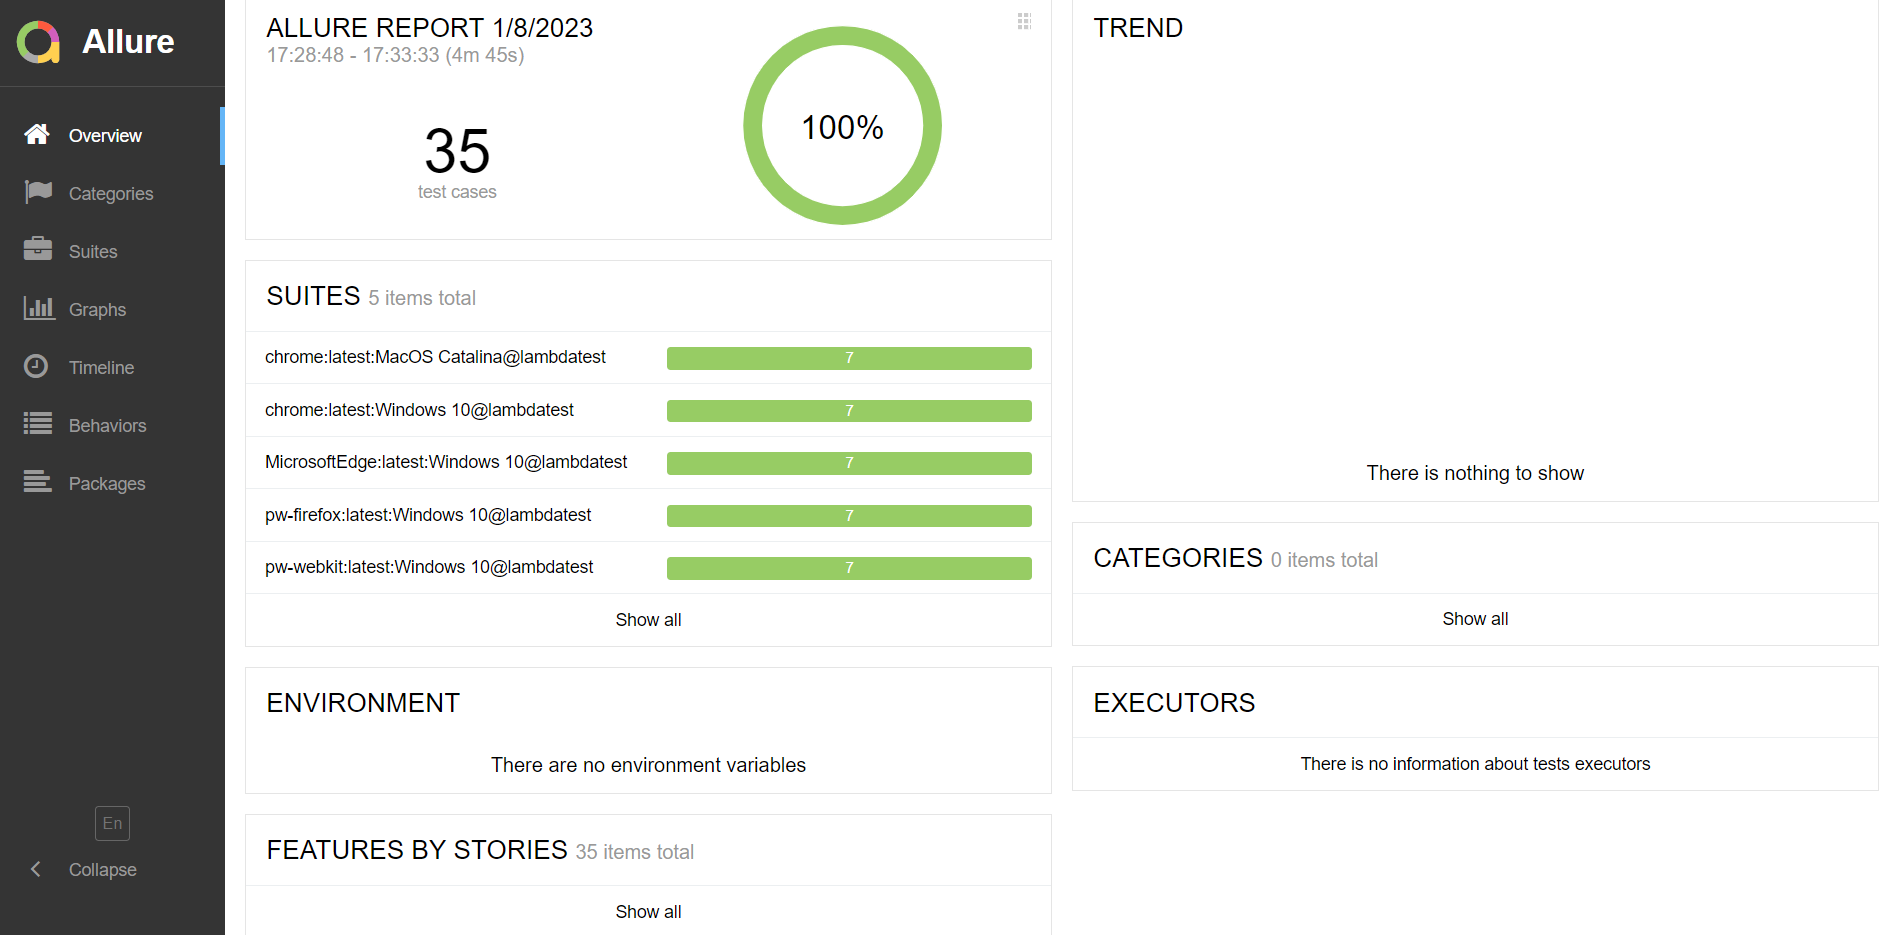 Allure
Overview
Categories
Suites
Graphs
Timeline
Behaviors
Packages
En
Collapse
ALLURE REPORT 1/8/2023
17:28:48 - 17:33:33 (4m 45s)
35
test cases
100%
SUITES 5 items total
chrome:latest:MacOS Catalina@lambdatest 7
chrome:latest:Windows 10@lambdatest 7
MicrosoftEdge:latest:Windows 10@lambdatest 7
pw-firefox:latest:Windows 10@lambdatest 7
pw-webkit:latest:Windows 10@lambdatest 7
Show all
ENVIRONMENT
There are no environment variables
FEATURES BY STORIES 35 items total
Show all
TREND
There is nothing to show
CATEGORIES 0 items total
Show all
EXECUTORS
There is no information about tests executors